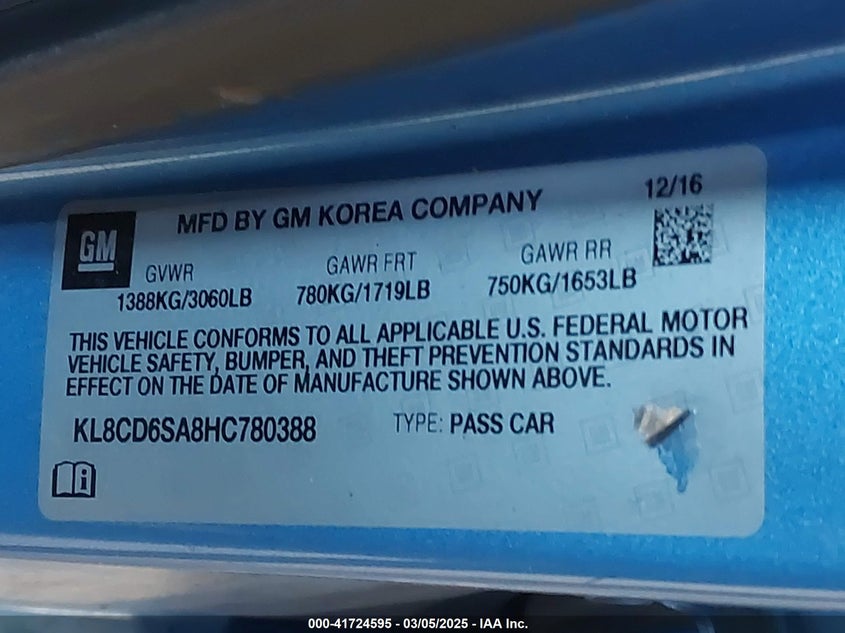 12/16
GM
MFD BY GM KOREA COMPANY
GVWR GAWR FRT GAWR RR
1388KG/3060LB 780KG/1719LB 750KG/1653LB
THIS VEHICLE CONFORMS TO ALL APPLICABLE U.S. FEDERAL MOTOR
VEHICLE SAFETY, BUMPER, AND THEFT PREVENTION STANDARDS IN
EFFECT ON THE DATE OF MANUFACTURE SHOWN ABOVE.
KL8CD6SA8HC780388 TYPE: PASS CAR
000-41724595 - 03/05/2025 - IAA Inc.